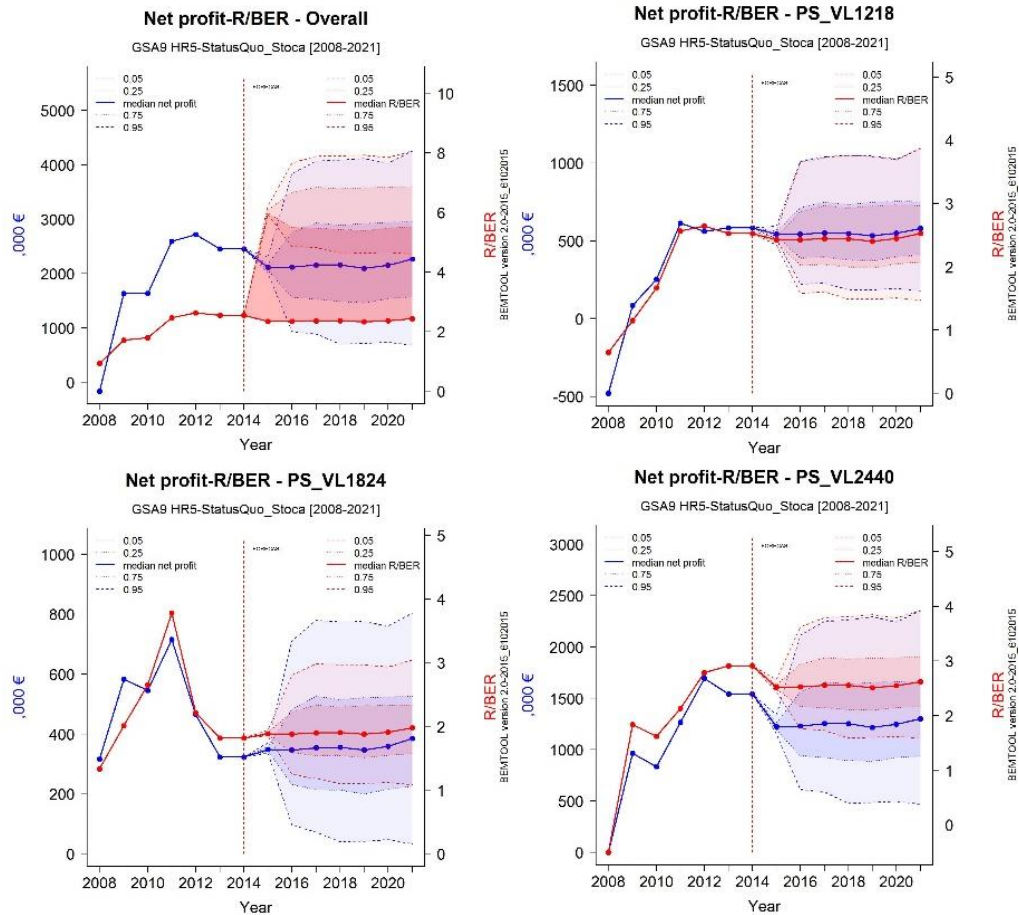 Net profit-R/BER - Overall
GSA9 HR5-StatusQuo_Stoca [2008-2021]
0.05
0.25
median net profit
0.75
0.95
0.05
0.25
median R/BER
0.75
0.95
5000
4000
3000
2000
1000
0
10
8
6
4
2
0
,000 €
R/BER
BEMTOOL version 2.0-2015_6102015
2008 2010 2012 2014 2016 2018 2020
Year
Net profit-R/BER - PS_VL1218
GSA9 HR5-StatusQuo_Stoca [2008-2021]
0.05
0.25
median net profit
0.75
0.95
0.05
0.25
median R/BER
0.75
0.95
1500
1000
500
0
-500
5
4
3
2
1
0
,000 €
R/BER
BEMTOOL version 2.0-2015_6102015
2008 2010 2012 2014 2016 2018 2020
Year
Net profit-R/BER - PS_VL1824
GSA9 HR5-StatusQuo_Stoca [2008-2021]
0.05
0.25
median net profit
0.75
0.95
0.05
0.25
median R/BER
0.75
0.95
1000
800
600
400
200
0
5
4
3
2
1
0
,000 €
R/BER
BEMTOOL version 2.0-2015_6102015
2008 2010 2012 2014 2016 2018 2020
Year
Net profit-R/BER - PS_VL2440
GSA9 HR5-StatusQuo_Stoca [2008-2021]
0.05
0.25
median net profit
0.75
0.95
0.05
0.25
median R/BER
0.75
0.95
3000
2500
2000
1500
1000
500
0
5
4
3
2
1
0
,000 €
R/BER
BEMTOOL version 2.0-2015_6102015
2008 2010 2012 2014 2016 2018 2020
Year